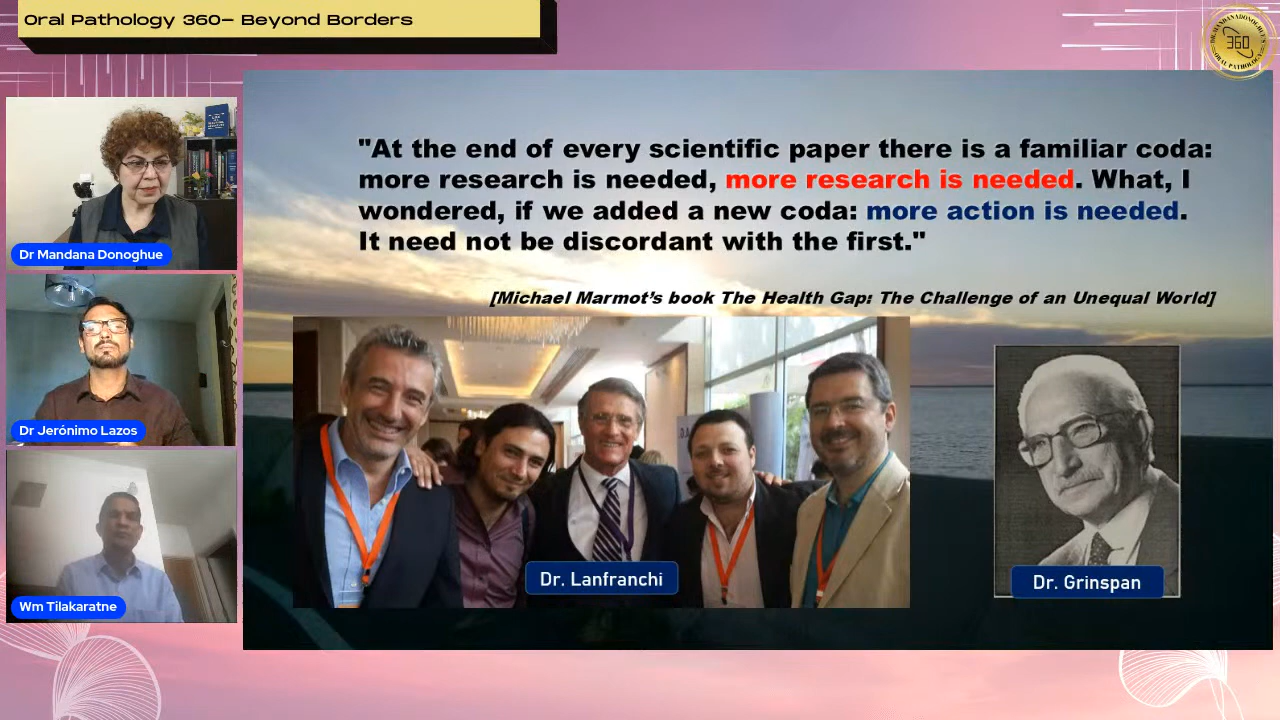 Oral Pathology 360- Beyond Borders
360
ORAL PATHOLOGY
Dr Mandana Donoghue
Dr Jerónimo Lazos
Wm Tilakaratne
"At the end of every scientific paper there is a familiar coda:
more research is needed, more research is needed. What, I
wondered, if we added a new coda: more action is needed.
It need not be discordant with the first."
[Michael Marmot's book The Health Gap: The Challenge of an Unequal World]
Dr. Lanfranchi
Dr. Grinspan